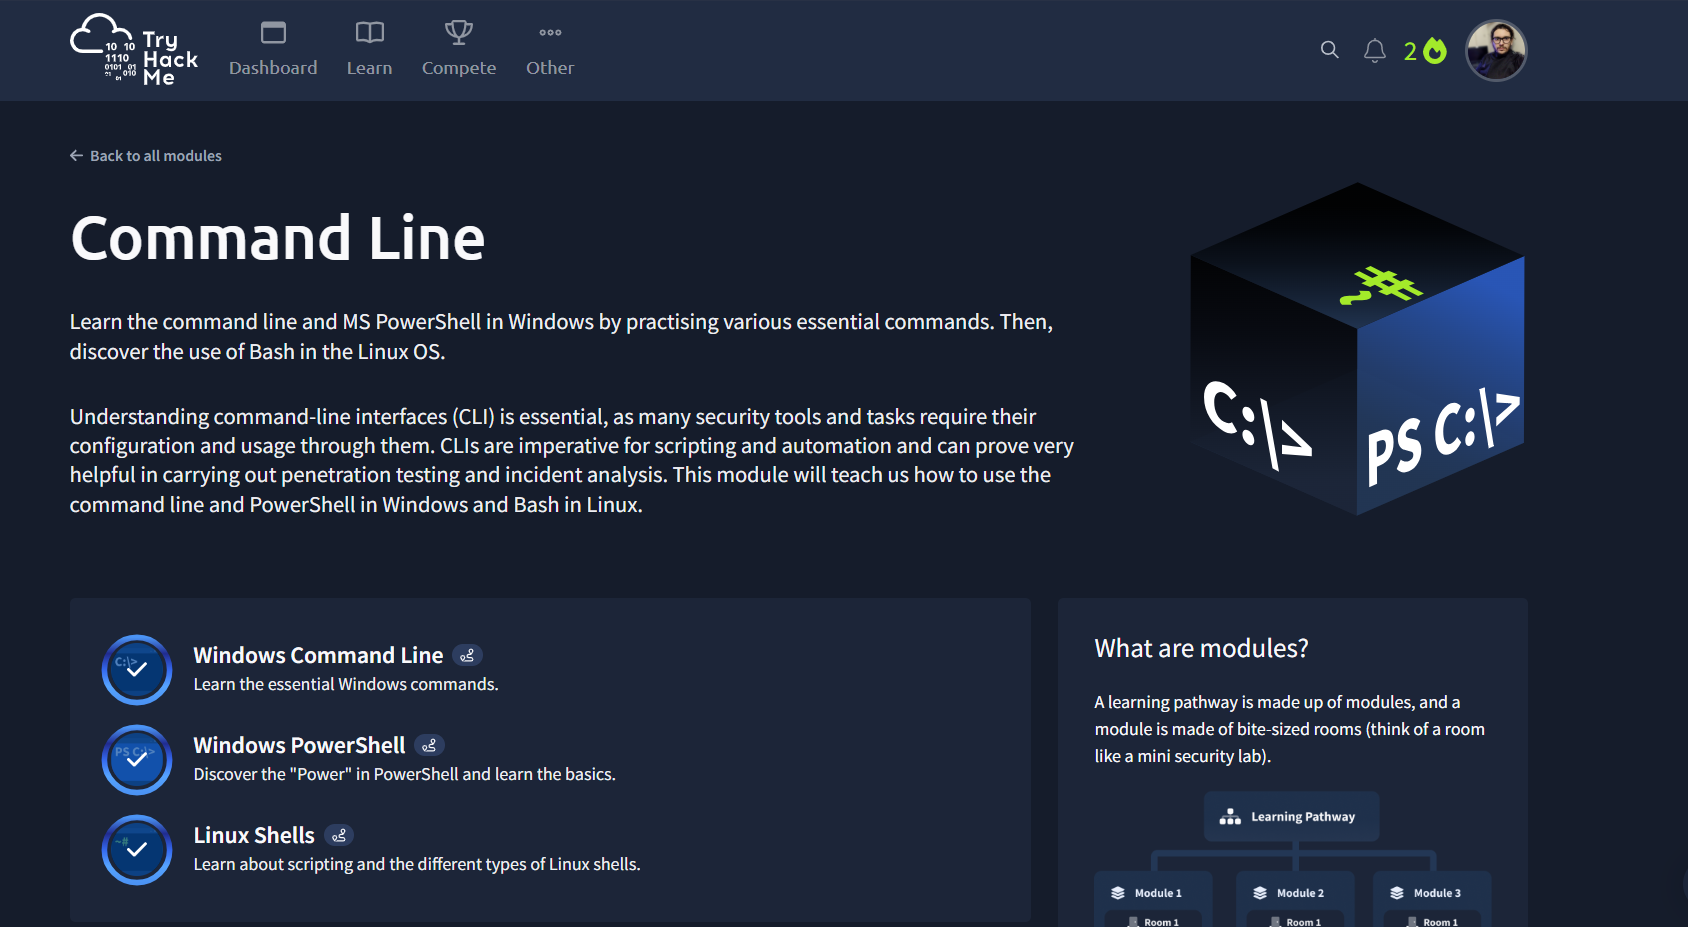 Try
Hack
Me
10 10
1110
0101 01
010
01
Dashboard
Learn
Compete
Other
2
Back to all modules
Command Line
Learn the command line and MS PowerShell in Windows by practising various essential commands. Then,
discover the use of Bash in the Linux OS.
Understanding command-line interfaces (CLI) is essential, as many security tools and tasks require their
configuration and usage through them. CLIs are imperative for scripting and automation and can prove very
helpful in carrying out penetration testing and incident analysis. This module will teach us how to use the
command line and PowerShell in Windows and Bash in Linux.
~#
C:\>
PS C:\>
C:\>
Windows Command Line
Learn the essential Windows commands.
PS C:\>
Windows PowerShell
Discover the "Power" in PowerShell and learn the basics.
~#
Linux Shells
Learn about scripting and the different types of Linux shells.
What are modules?
A learning pathway is made up of modules, and a
module is made of bite-sized rooms (think of a room
like a mini security lab).
Learning Pathway
Module 1
Module 2
Module 3
Room 1
Room 1
Room 1